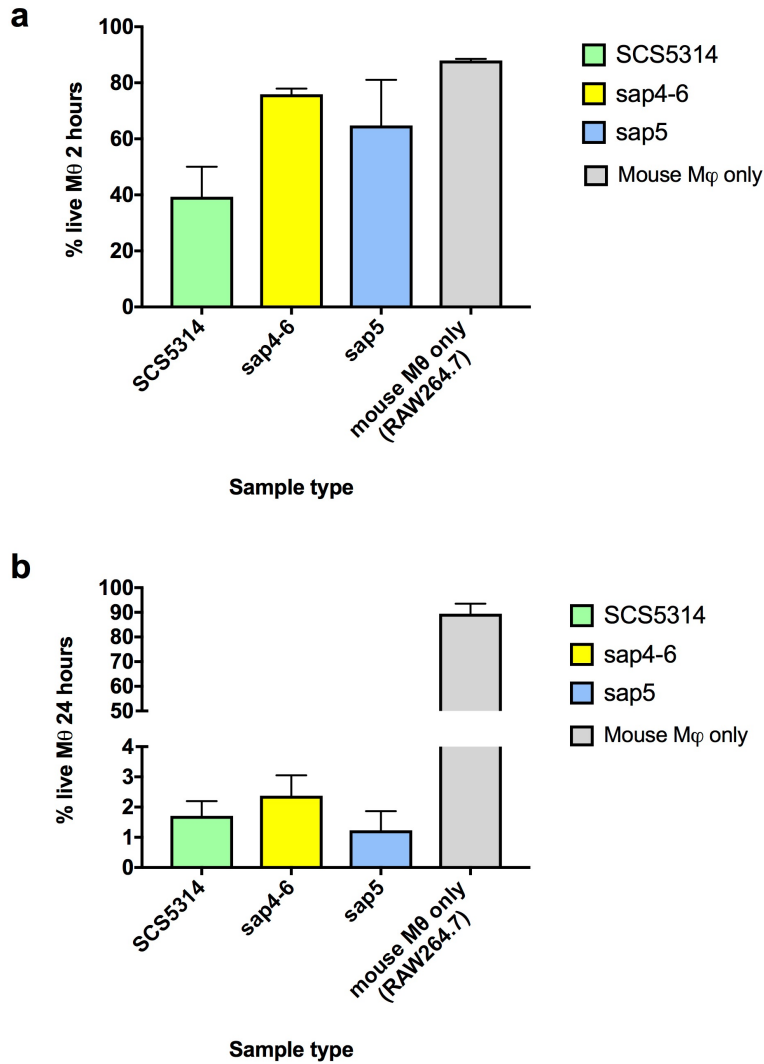 a
% live Mθ 2 hours
100
80
60
40
20
0
SCS5314
sap4-6
sap5
mouse Mθ only
(RAW264.7)
Sample type
SCS5314
sap4-6
sap5
Mouse Mφ only
b
% live Mθ 24 hours
100
90
80
70
60
50
4
3
2
1
0
SCS5314
sap4-6
sap5
mouse Mθ only
(RAW264.7)
Sample type
SCS5314
sap4-6
sap5
Mouse Mφ only